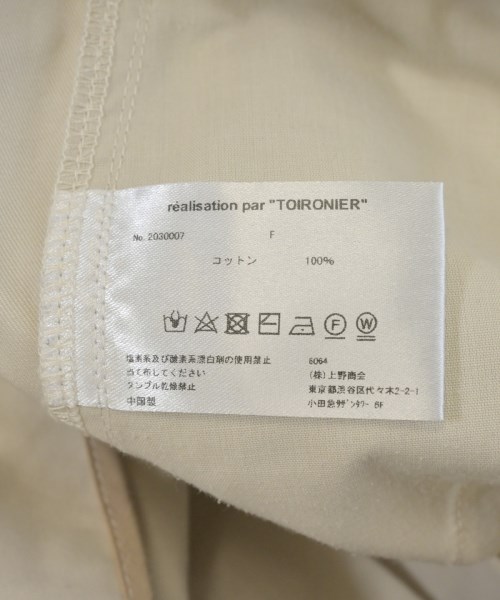 réalisation par "TOIRONIER"
No. 2030007 F
コットン 100%
F W
塩素系及び酸素系漂白剤の使用禁止
当て布してください
タンブル乾燥禁止
中国製
6064
(株)上野商会
東京都渋谷区代々木2-2-1
小田急ｻｻﾞﾝﾀﾜｰ 8F